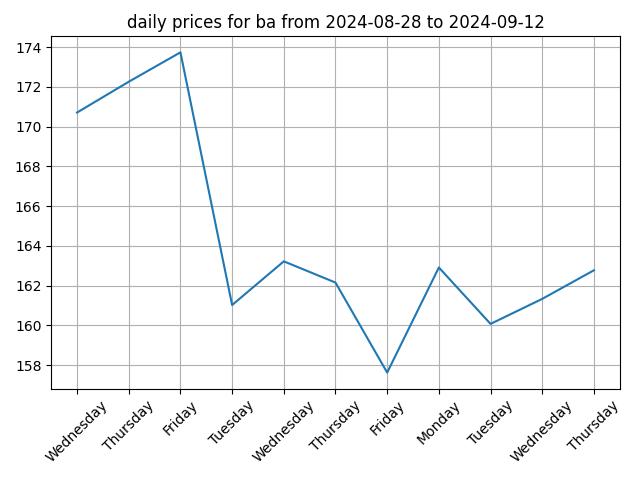 daily prices for ba from 2024-08-28 to 2024-09-12
174
172
170
168
166
164
162
160
158
Wednesday
Thursday
Friday
Tuesday
Wednesday
Thursday
Friday
Monday
Tuesday
Wednesday
Thursday